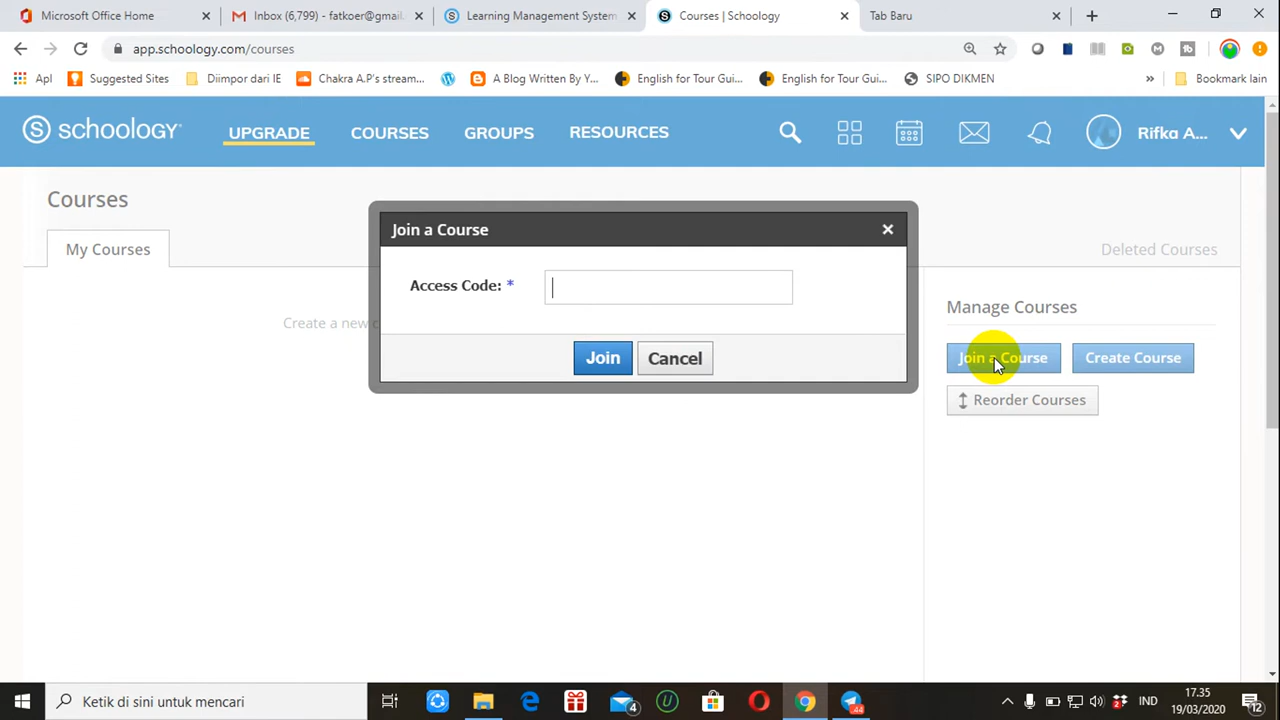 Microsoft Office Home
Inbox (6,799) - fatkoer@gmail.
Learning Management System
Courses | Schoology
Tab Baru
app.schoology.com/courses
Apl
Suggested Sites
Diimpor dari IE
Chakra A.P's stream...
A Blog Written By Y...
English for Tour Gui...
English for Tour Gui...
SIPO DIKMEN
»
Bookmark lain
S schoology
UPGRADE
COURSES
GROUPS
RESOURCES
Rifka A...
Courses
My Courses
Deleted Courses
Join a Course
Access Code: *
Join
Cancel
Create a new c
Manage Courses
Join a Course
Create Course
Reorder Courses
Ketik di sini untuk mencari
4
44
IND
17.35
19/03/2020
12